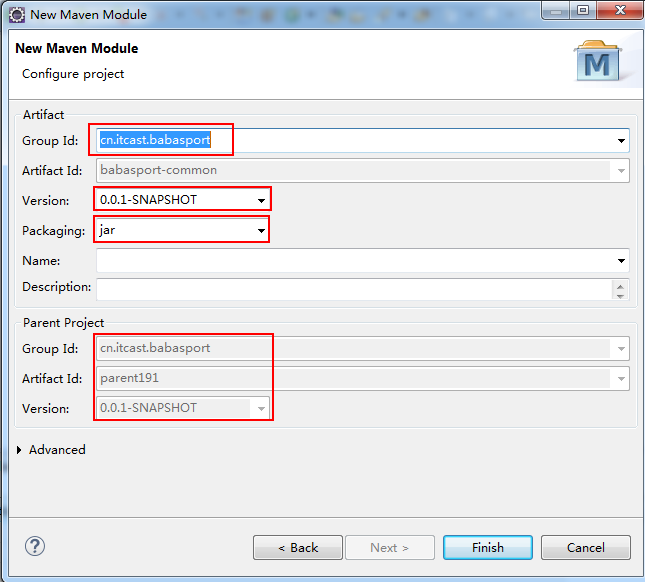 New Maven Module
New Maven Module
Configure project
M
Artifact
Group Id: cn.itcast.babasport
Artifact Id: babasport-common
Version: 0.0.1-SNAPSHOT
Packaging: jar
Name:
Description:
Parent Project
Group Id: cn.itcast.babasport
Artifact Id: parent191
Version: 0.0.1-SNAPSHOT
Advanced
? < Back Next > Finish Cancel